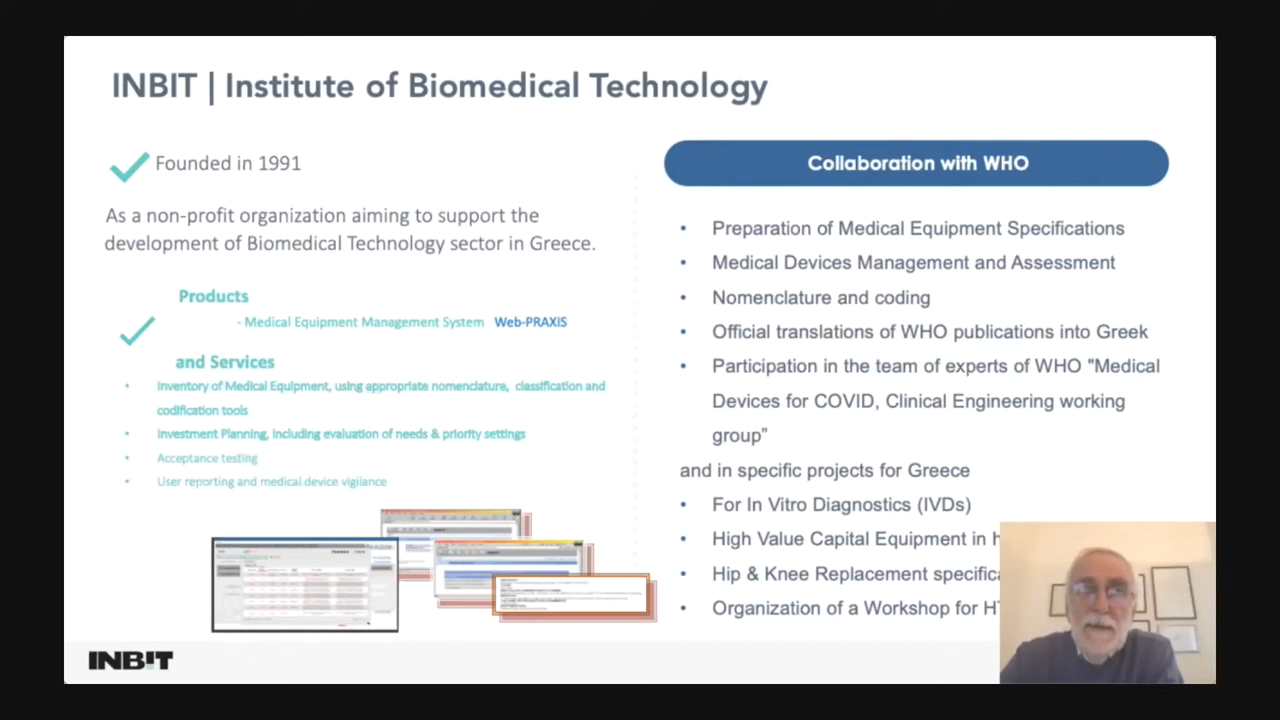 INBIT | Institute of Biomedical Technology
Founded in 1991
As a non-profit organization aiming to support the
development of Biomedical Technology sector in Greece.
Products
- Medical Equipment Management System Web-PRAXIS
and Services
• Inventory of Medical Equipment, using appropriate nomenclature, classification and
codification tools
• Investment Planning, including evaluation of needs & priority settings
• Acceptance testing
• User reporting and medical device vigilance
Collaboration with WHO
• Preparation of Medical Equipment Specifications
• Medical Devices Management and Assessment
• Nomenclature and coding
• Official translations of WHO publications into Greek
• Participation in the team of experts of WHO "Medical
Devices for COVID, Clinical Engineering working
group”
and in specific projects for Greece
• For In Vitro Diagnostics (IVDs)
• High Value Capital Equipment in
• Hip & Knee Replacement
• Organization of a Workshop for
INBIT